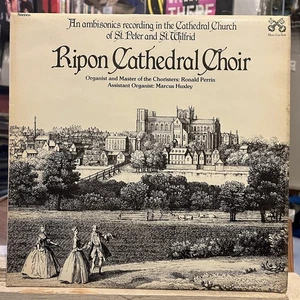 Stereo
An ambisonics recording in the Cathedral Church
of St. Peter and St. Wilfrid
Ripon Cathedral Choir
Organist and Master of the Choristers: Ronald Perrin
Assistant Organist: Marcus Huxley